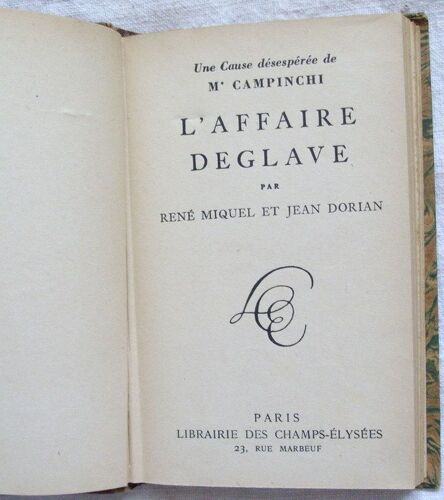 Une Cause désespérée de
Mᵉ CAMPINCHI
L'AFFAIRE
DEGLAVE
PAR
RENÉ MIQUEL ET JEAN DORIAN
LCE
PARIS
LIBRAIRIE DES CHAMPS-ÉLYSÉES
23, RUE MARBEUF